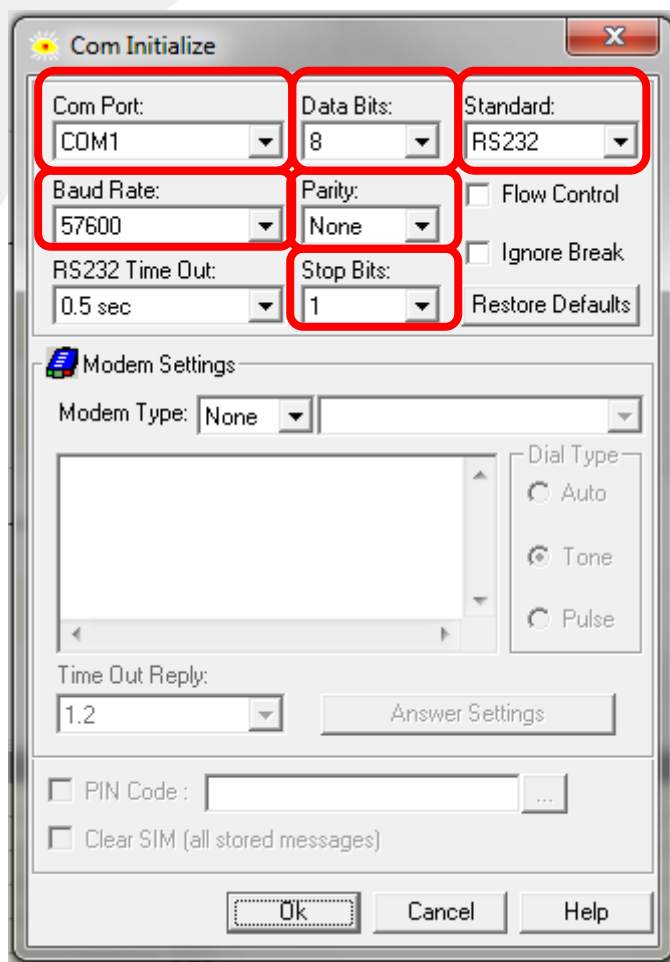 Com Initialize
Com Port:
Data Bits:
Standard:
COM1
8
RS232
Baud Rate:
Parity:
Flow Control
57600
None
Ignore Break
RS232 Time Out:
Stop Bits:
0.5 sec
1
Restore Defaults
Modem Settings
Modem Type:
None
Dial Type
Auto
Tone
Pulse
Time Out Reply:
1.2
Answer Settings
PIN Code :
...
Clear SIM (all stored messages)
Ok
Cancel
Help